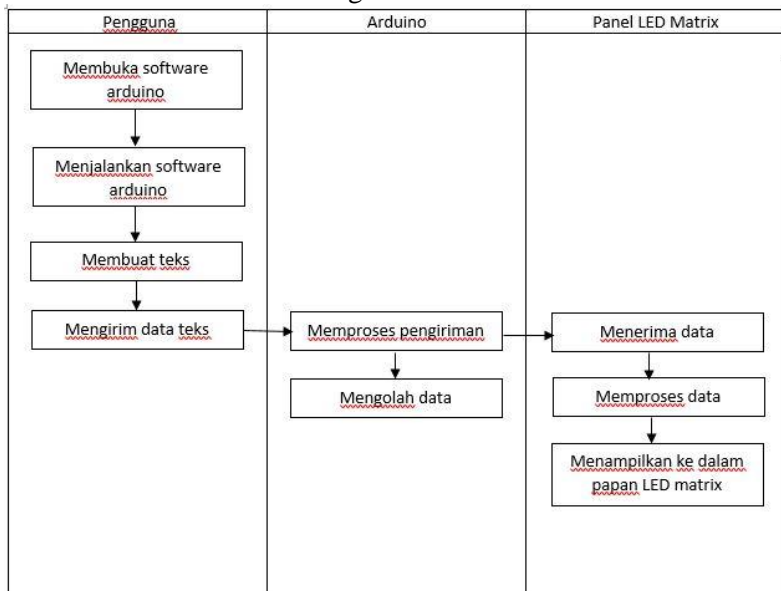 Pengguna
Arduino
Panel LED Matrix
Membuka software
arduino
Menjalankan software
arduino
Membuat teks
Mengirim data teks
Memproses pengiriman
Menerima data
Mengolah data
Memproses data
Menampilkan ke dalam
papan LED matrix